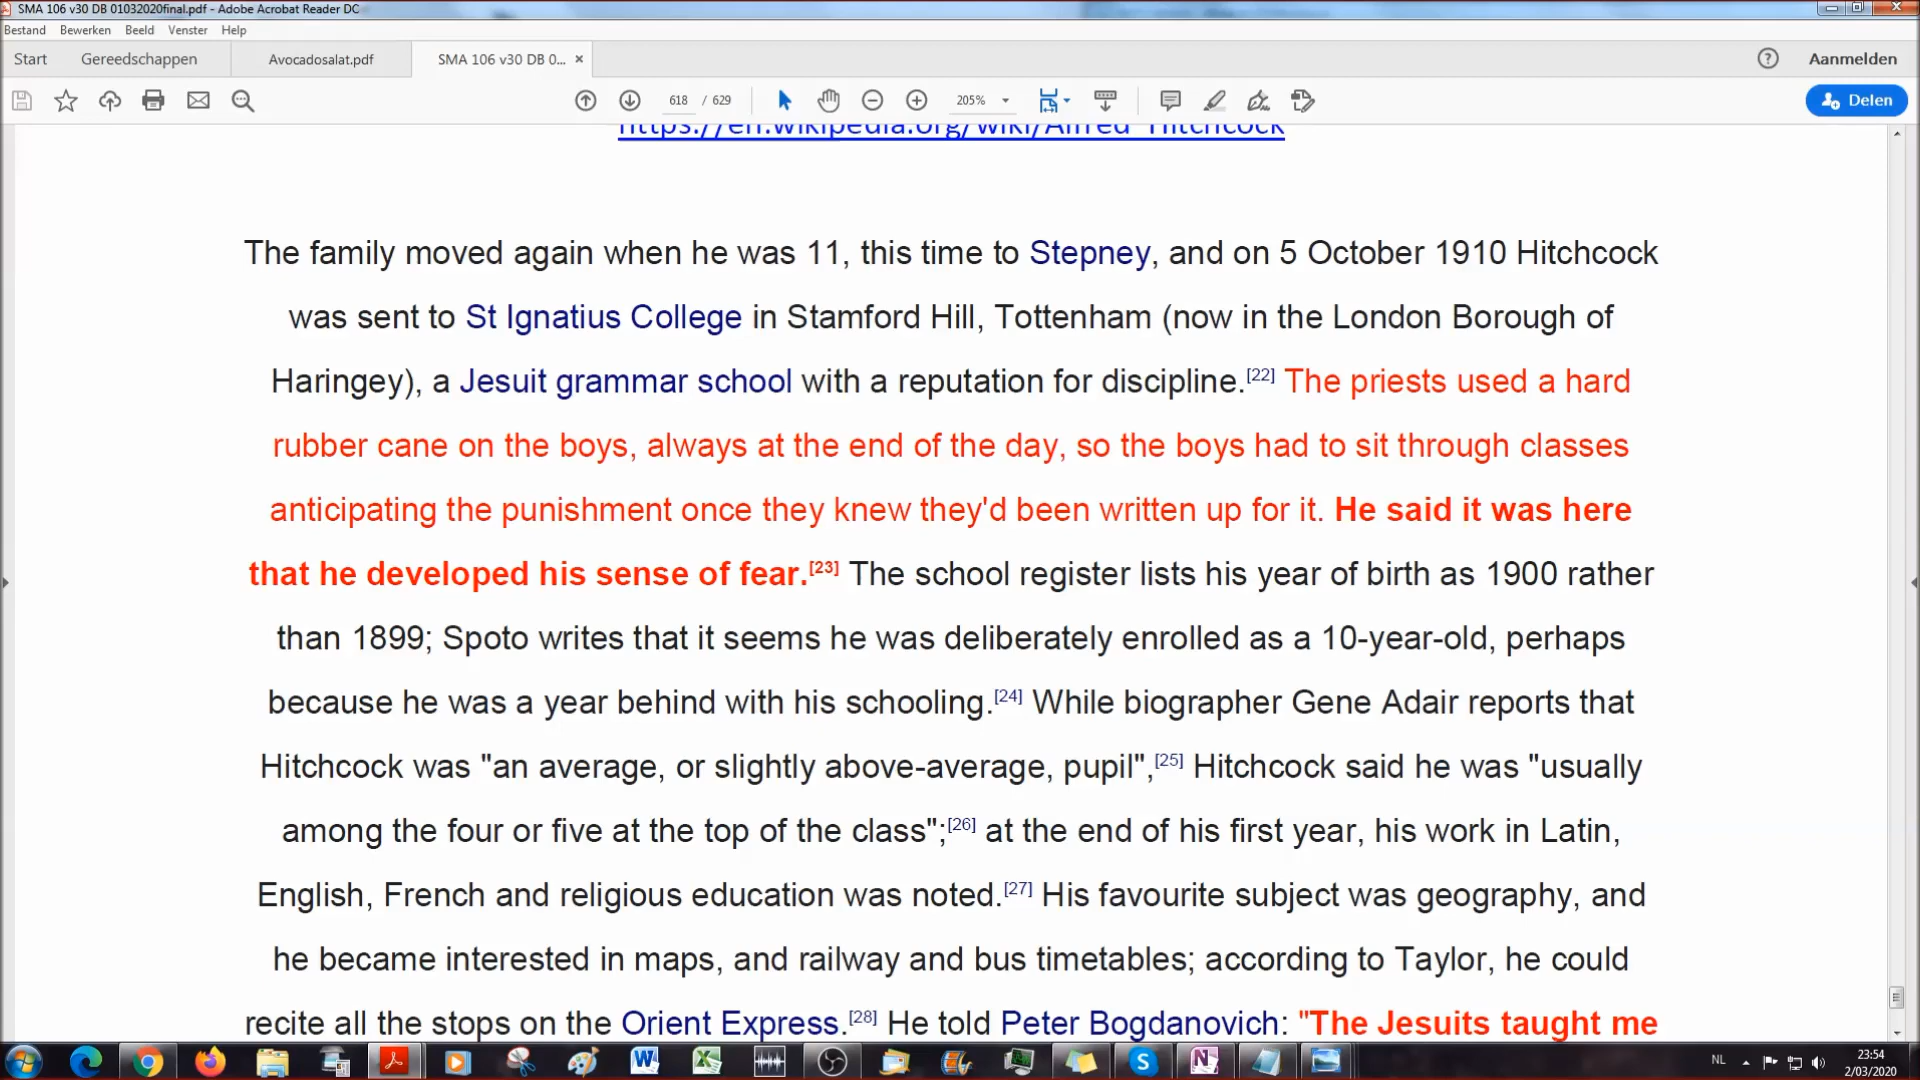 SMA 106 v30 DB 01032020final.pdf - Adobe Acrobat Reader DC
Bestand Bewerken Beeld Venster Help
Start Gereedschappen Avocadosalat.pdf SMA 106 v30 DB 0... × Aanmelden
618 / 629 205% Delen
https://en.wikipedia.org/wiki/Alfred_Hitchcock
The family moved again when he was 11, this time to Stepney, and on 5 October 1910 Hitchcock
was sent to St Ignatius College in Stamford Hill, Tottenham (now in the London Borough of
Haringey), a Jesuit grammar school with a reputation for discipline.[22] The priests used a hard
rubber cane on the boys, always at the end of the day, so the boys had to sit through classes
anticipating the punishment once they knew they'd been written up for it. He said it was here
that he developed his sense of fear.[23] The school register lists his year of birth as 1900 rather
than 1899; Spoto writes that it seems he was deliberately enrolled as a 10-year-old, perhaps
because he was a year behind with his schooling.[24] While biographer Gene Adair reports that
Hitchcock was "an average, or slightly above-average, pupil",[25] Hitchcock said he was "usually
among the four or five at the top of the class";[26] at the end of his first year, his work in Latin,
English, French and religious education was noted.[27] His favourite subject was geography, and
he became interested in maps, and railway and bus timetables; according to Taylor, he could
recite all the stops on the Orient Express.[28] He told Peter Bogdanovich: "The Jesuits taught me
NL 23:54
2/03/2020